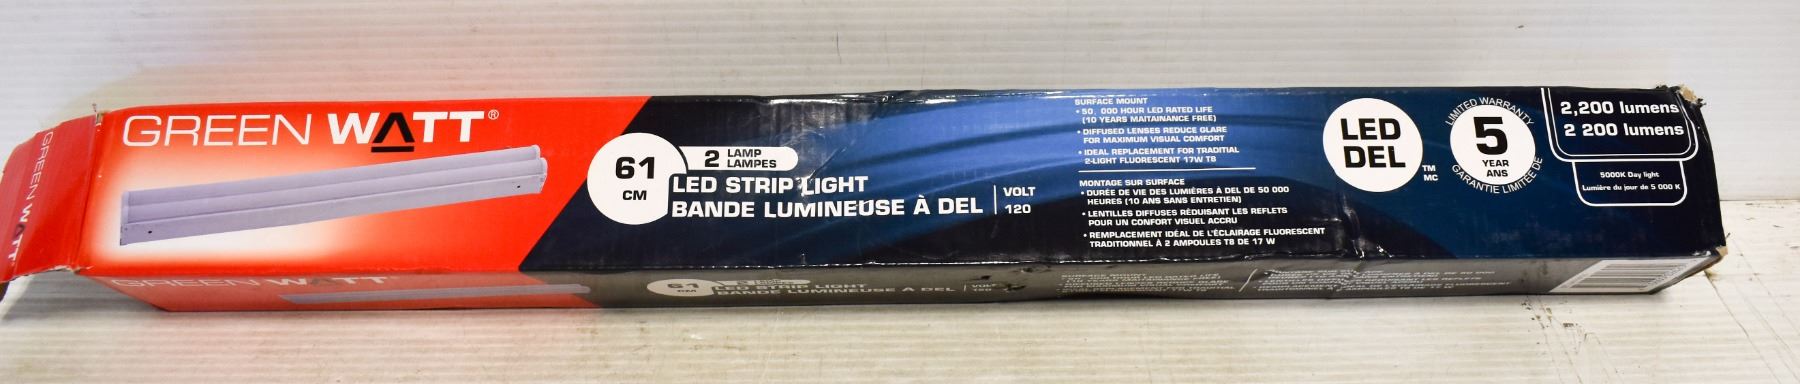 GREEN WATT
GREEN WATT®
61
CM
2 LAMP
LAMPES
LED STRIP LIGHT
BANDE LUMINEUSE À DEL
VOLT
120
SURFACE MOUNT
• 50, 000 HOUR LED RATED LIFE
(10 YEARS MAITAINANCE FREE)
• DIFFUSED LENSES REDUCE GLARE
FOR MAXIMUM VISUAL COMFORT
• IDEAL REPLACEMENT FOR TRADITIAL
2-LIGHT FLUORESCENT 17W T8
MONTAGE SUR SURFACE
• DURÉE DE VIE DES LUMIÈRES À DEL DE 50 000
HEURES (10 ANS SANS ENTRETIEN)
• LENTILLES DIFFUSES RÉDUISANT LES REFLETS
POUR UN CONFORT VISUEL ACCRU
• REMPLACEMENT IDÉAL DE L'ÉCLAIRAGE FLUORESCENT
TRADITIONNEL À 2 AMPOULES T8 DE 17 W
LED
DEL
TM
MC
LIMITED WARRANTY
5
YEAR
ANS
GARANTIE LIMITÉE DE
2,200 lumens
2 200 lumens
5000K Day light
Lumière du jour de 5 000 K
GREEN WATT
61
CM
LED STRIP LIGHT
BANDE LUMINEUSE À DEL
VOLT
120
SURFACE MOUNT